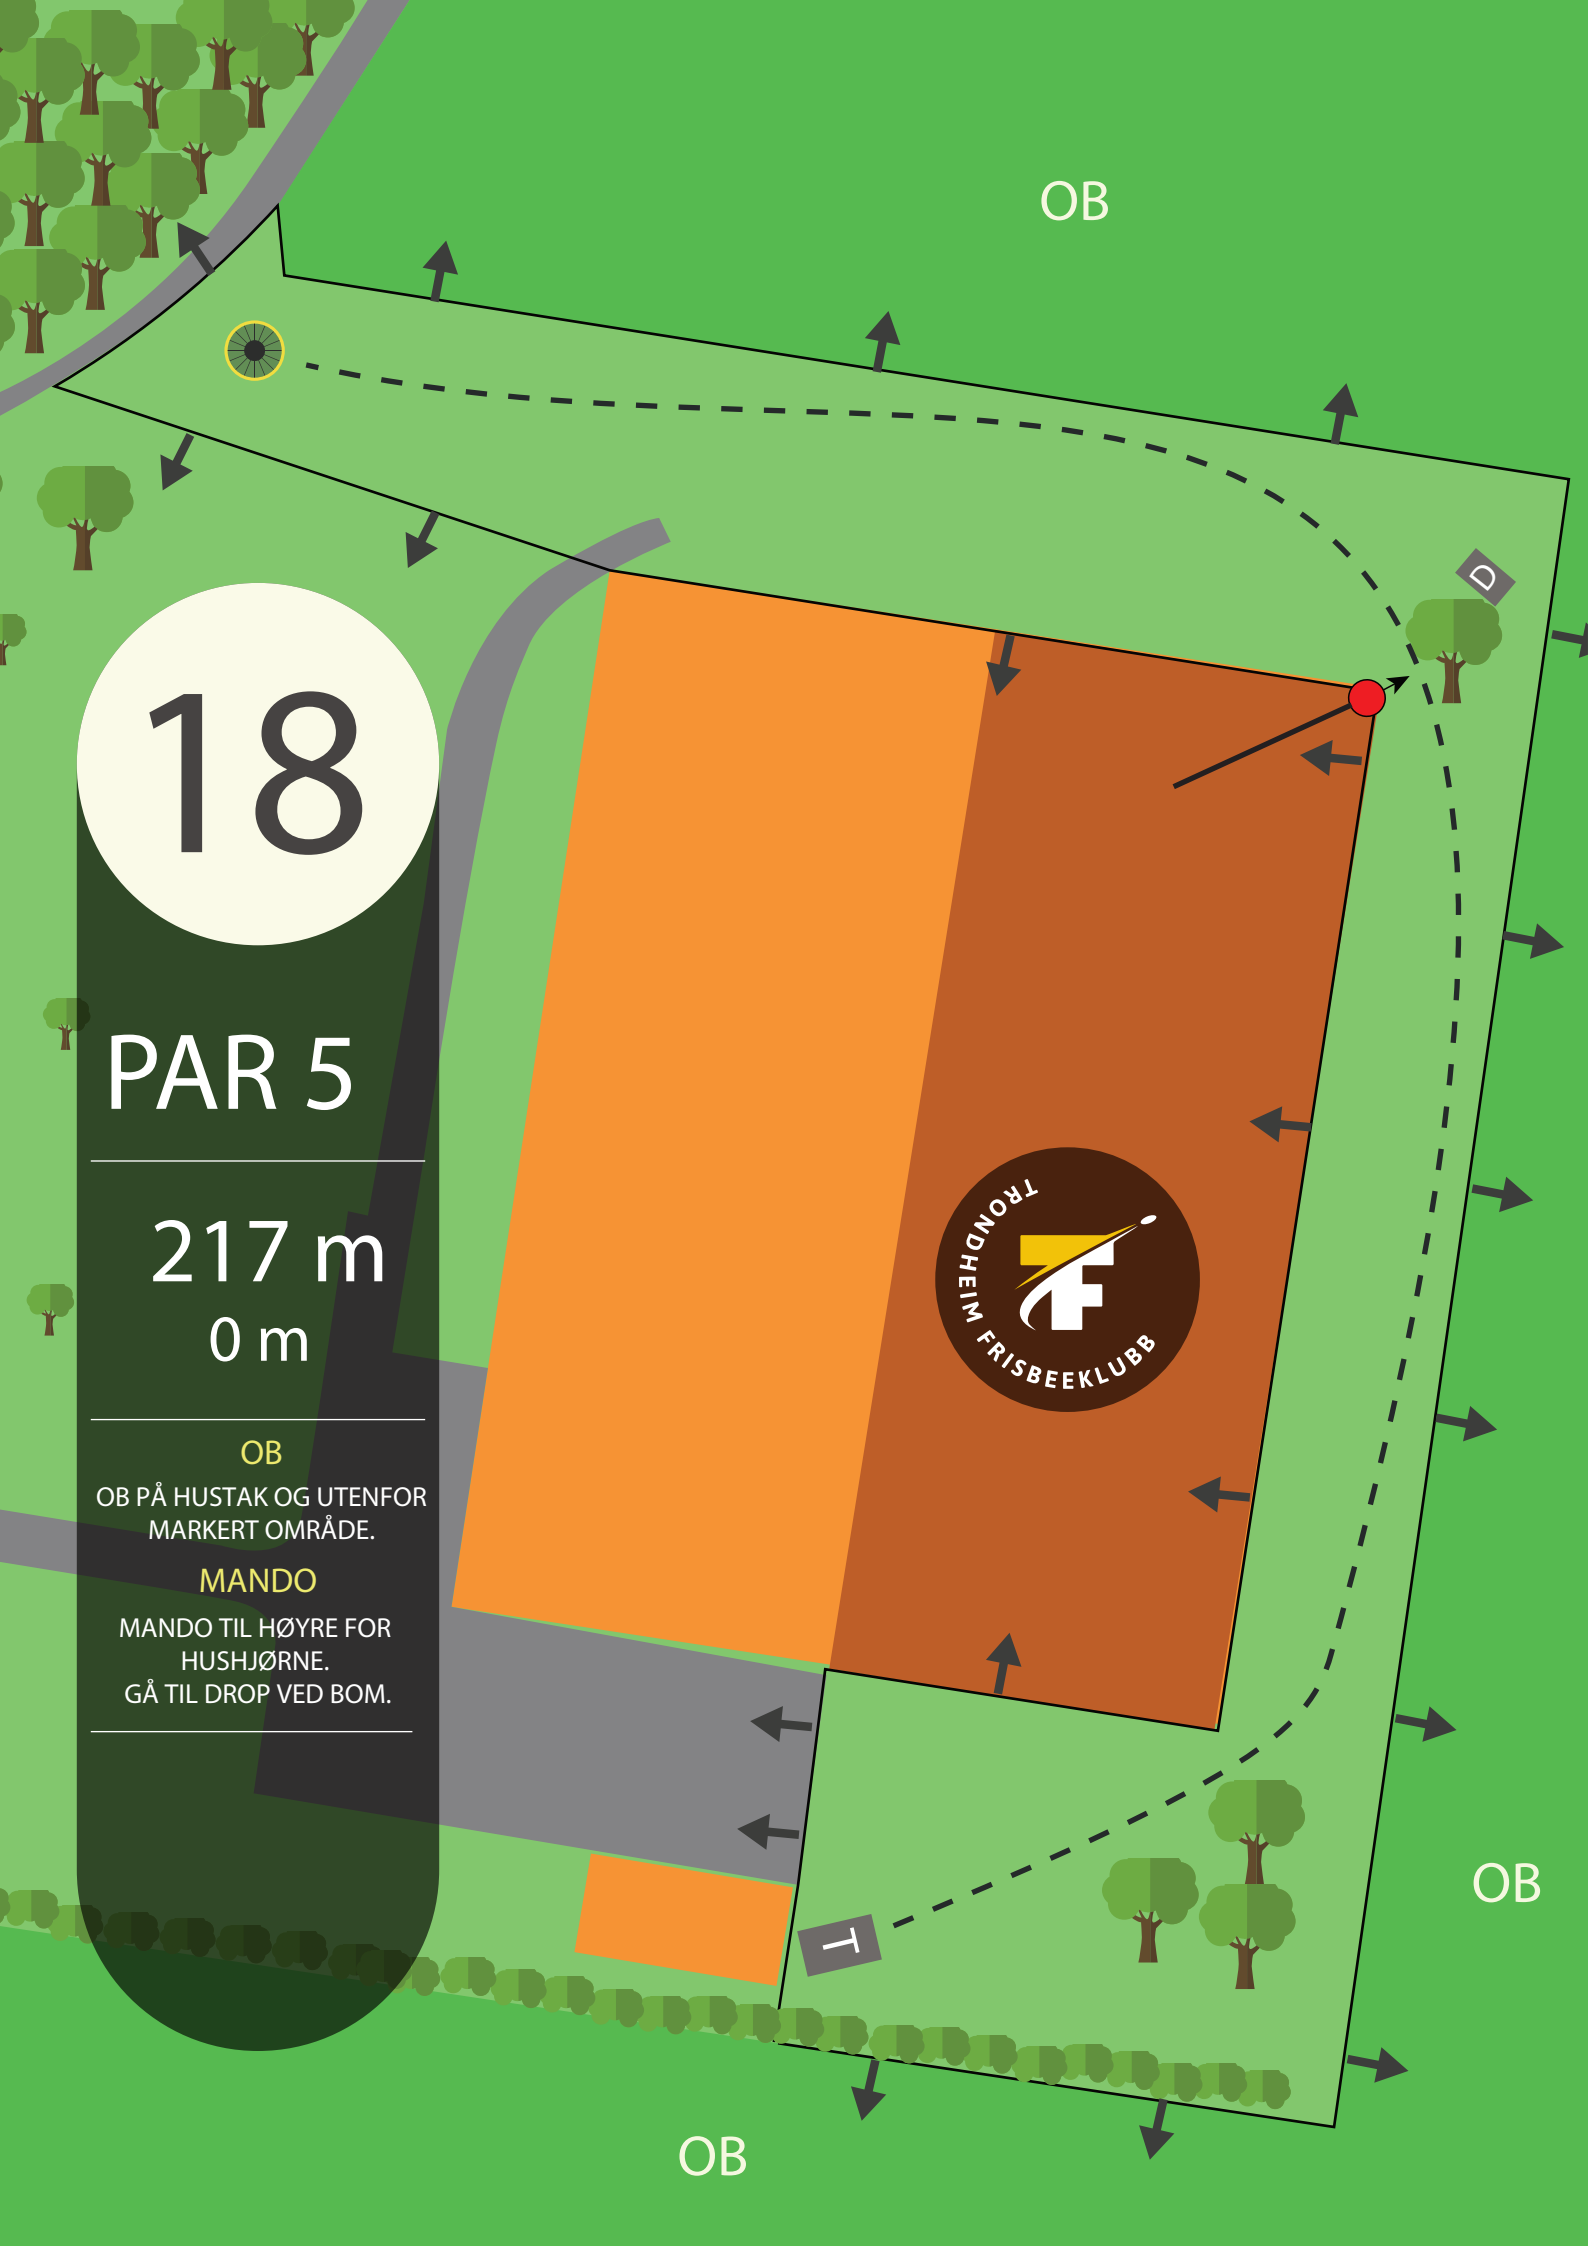 OB
D
18
PAR 5
217 m
0 m
OB
OB PÅ HUSTAK OG UTENFOR
MARKERT OMRÅDE.
MANDO
MANDO TIL HØYRE FOR
HUSHJØRNE.
GÅ TIL DROP VED BOM.
TRONDHEIM FRISBEEKLUBB
TF
OB
T
OB